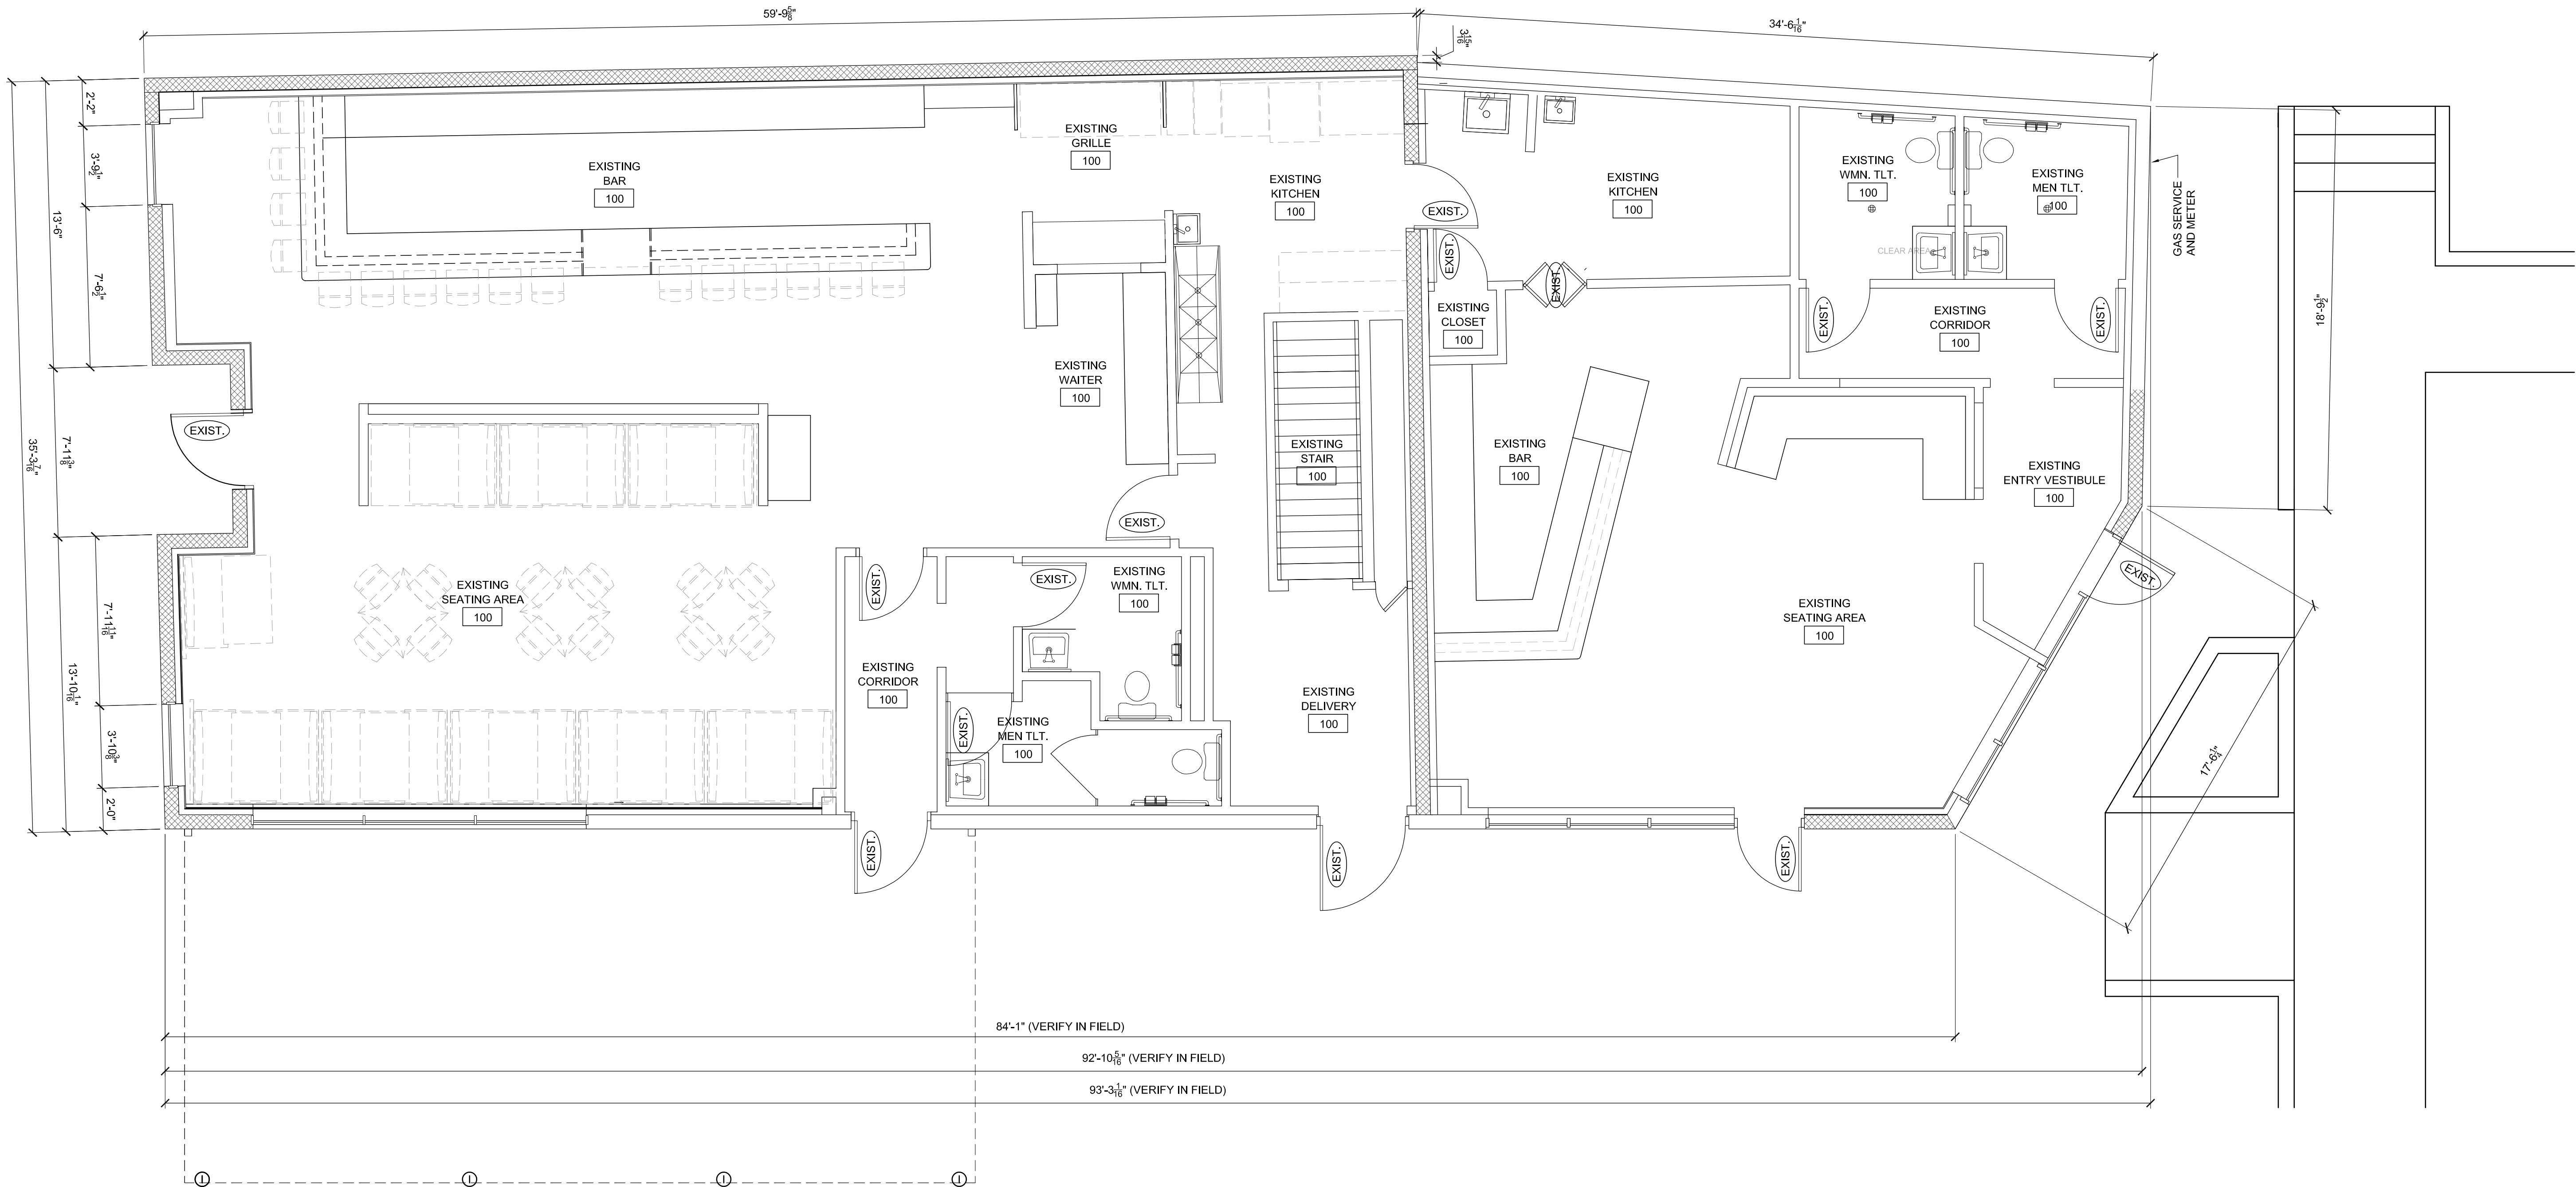 59'-9 5/8"
34'-6 1/16"
3 15/16"
2'-2"
3'-9 1/2"
13'-6"
7'-6 1/2"
35'-3 7/16"
7'-11 3/8"
7'-11 11/16"
13'-10 1/16"
3'-10 3/8"
2'-0"
EXISTING
BAR
100
EXISTING
GRILLE
100
EXISTING
KITCHEN
100
EXIST.
EXISTING
KITCHEN
100
EXISTING
WMN. TLT.
100
EXISTING
MEN TLT.
100
GAS SERVICE
AND METER
CLEAR AREA
18'-9 1/2"
EXIST.
EXIST.
EXISTING
CLOSET
100
EXIST.
EXISTING
CORRIDOR
100
EXIST.
EXISTING
WAITER
100
EXIST.
EXISTING
STAIR
100
EXISTING
BAR
100
EXISTING
ENTRY VESTIBULE
100
EXIST.
EXIST.
EXISTING
SEATING AREA
100
EXIST.
EXIST.
EXISTING
WMN. TLT.
100
EXISTING
SEATING AREA
100
EXISTING
CORRIDOR
100
EXIST.
EXISTING
MEN TLT.
100
EXISTING
DELIVERY
100
17'-6 1/4"
EXIST.
EXIST.
EXIST.
84'-1" (VERIFY IN FIELD)
92'-10 5/16" (VERIFY IN FIELD)
93'-3 1/16" (VERIFY IN FIELD)